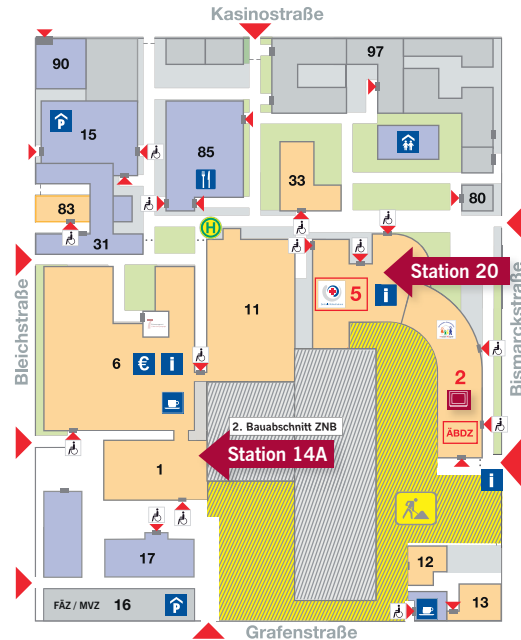 Kasinostraße
90
97
P
15
85
33
80
83
31
H
Station 20
5
i
11
Bleichstraße
Bismarckstraße
6
€
i
2
2. Bauabschnitt ZNB
ÄBDZ
Station 14A
1
i
17
12
13
FÄZ / MVZ
16
P
Grafenstraße